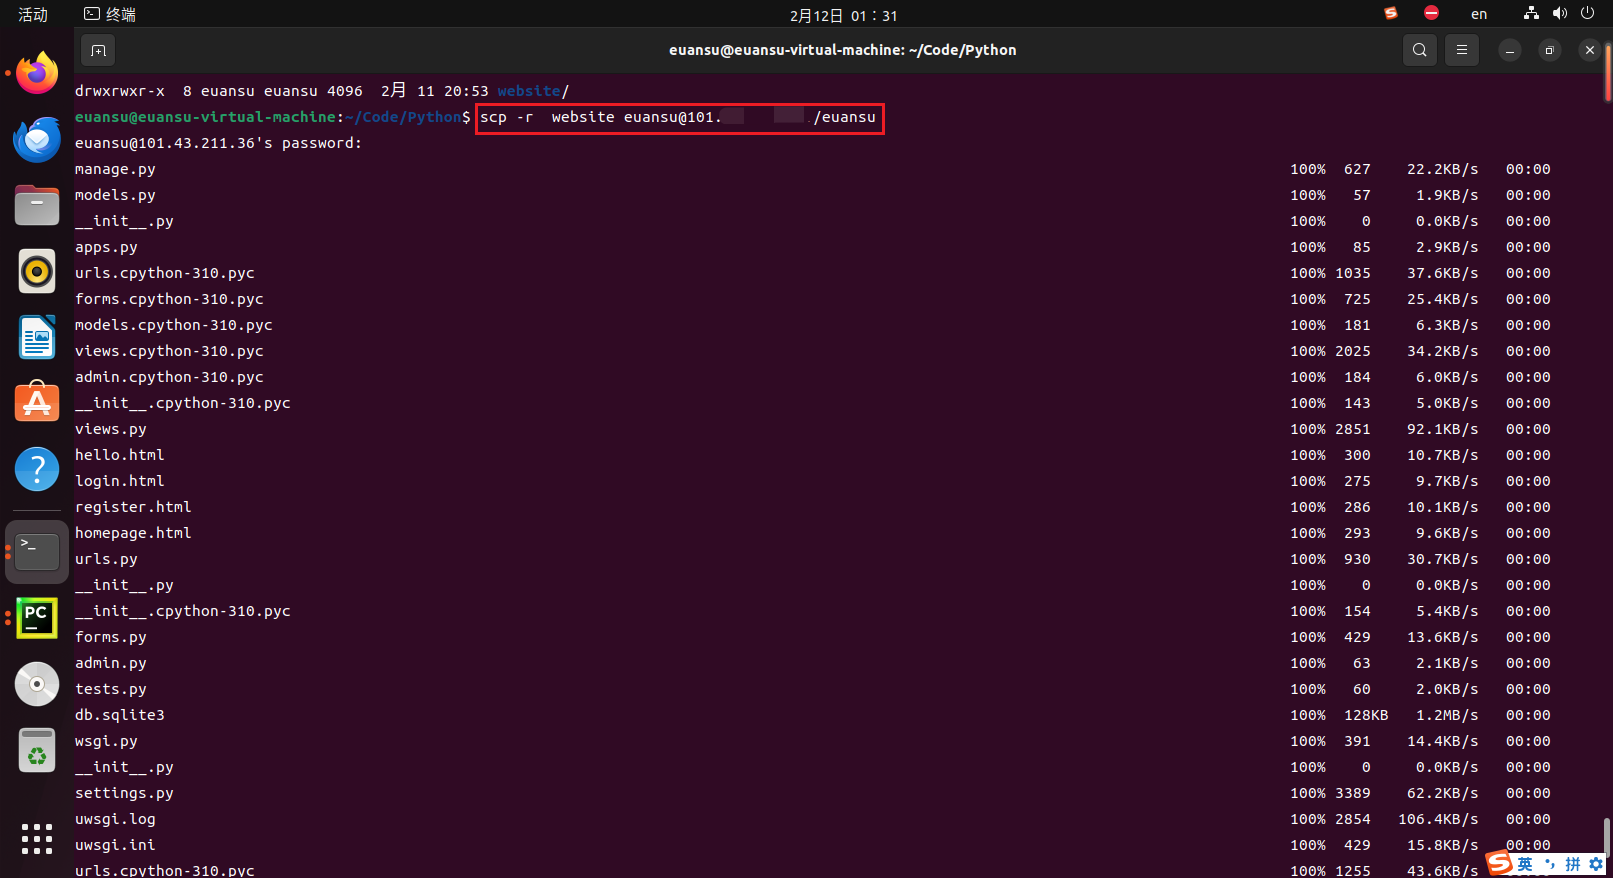 活动 终端 2月12日 01:31 en
euansu@euansu-virtual-machine: ~/Code/Python
drwxrwxr-x 8 euansu euansu 4096 2月 11 20:53 website/
euansu@euansu-virtual-machine:~/Code/Python$ scp -r website euansu@101. ./euansu
euansu@101.43.211.36's password:
manage.py 100% 627 22.2KB/s 00:00
models.py 100% 57 1.9KB/s 00:00
__init__.py 100% 0 0.0KB/s 00:00
apps.py 100% 85 2.9KB/s 00:00
urls.cpython-310.pyc 100% 1035 37.6KB/s 00:00
forms.cpython-310.pyc 100% 725 25.4KB/s 00:00
models.cpython-310.pyc 100% 181 6.3KB/s 00:00
views.cpython-310.pyc 100% 2025 34.2KB/s 00:00
admin.cpython-310.pyc 100% 184 6.0KB/s 00:00
__init__.cpython-310.pyc 100% 143 5.0KB/s 00:00
views.py 100% 2851 92.1KB/s 00:00
hello.html 100% 300 10.7KB/s 00:00
login.html 100% 275 9.7KB/s 00:00
register.html 100% 286 10.1KB/s 00:00
homepage.html 100% 293 9.6KB/s 00:00
urls.py 100% 930 30.7KB/s 00:00
__init__.py 100% 0 0.0KB/s 00:00
__init__.cpython-310.pyc 100% 154 5.4KB/s 00:00
forms.py 100% 429 13.6KB/s 00:00
admin.py 100% 63 2.1KB/s 00:00
tests.py 100% 60 2.0KB/s 00:00
db.sqlite3 100% 128KB 1.2MB/s 00:00
wsgi.py 100% 391 14.4KB/s 00:00
__init__.py 100% 0 0.0KB/s 00:00
settings.py 100% 3389 62.2KB/s 00:00
uwsgi.log 100% 2854 106.4KB/s 00:00
uwsgi.ini 100% 429 15.8KB/s 00:00
urls.cpython-310.pyc 100% 1255 43.6KB/s
PC
英 拼